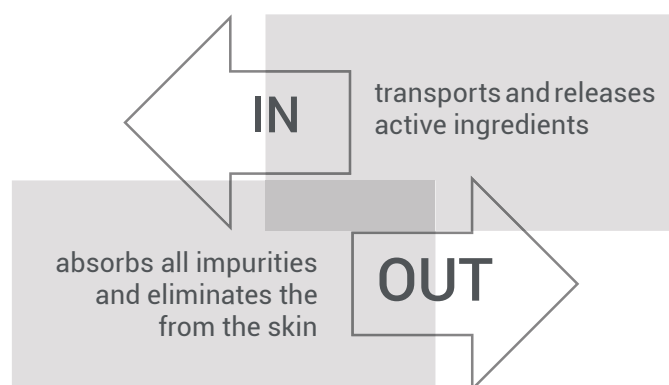 IN
transports and releases
active ingredients
absorbs all impurities
and eliminates the
from the skin
OUT